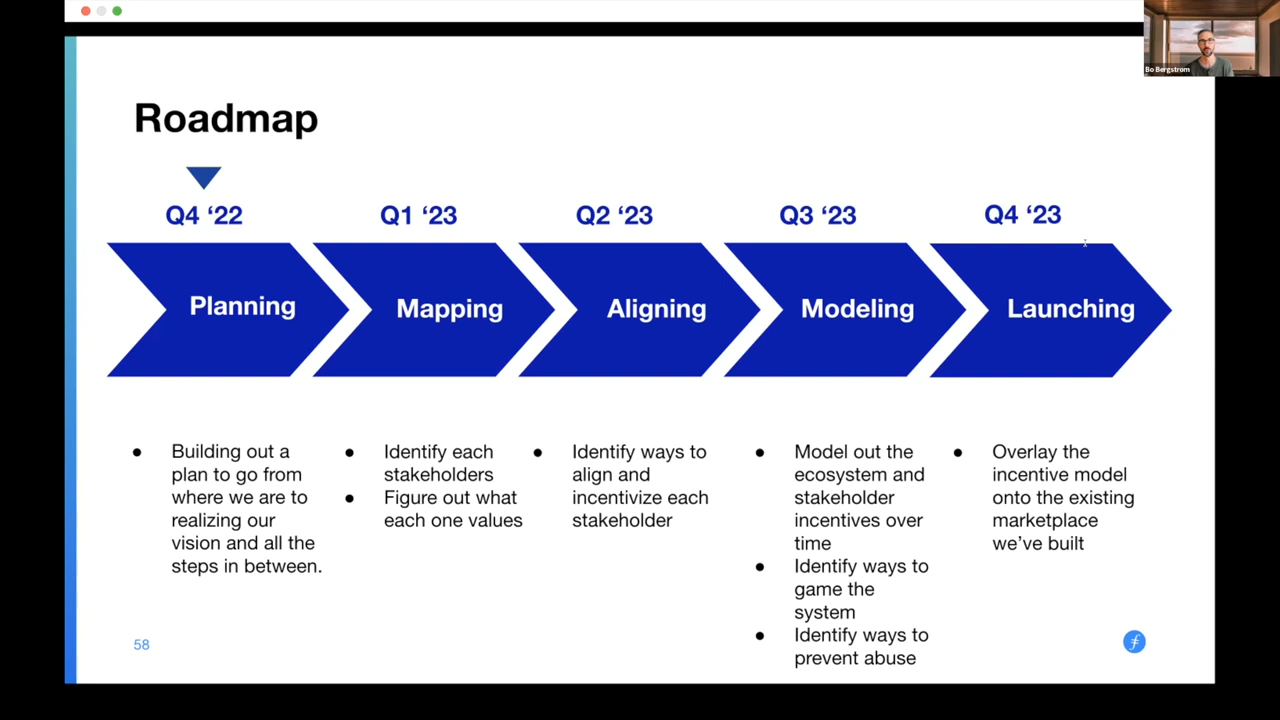 Bo Bergstrom
Roadmap
Q4 ‘22
Q1 ‘23
Q2 ‘23
Q3 ‘23
Q4 ‘23
Planning
Mapping
Aligning
Modeling
Launching
● Building out a
plan to go from
where we are to
realizing our
vision and all the
steps in between.
● Identify each
stakeholders
● Figure out what
each one values
● Identify ways to
align and
incentivize each
stakeholder
● Model out the
ecosystem and
stakeholder
incentives over
time
● Identify ways to
game the
system
● Identify ways to
prevent abuse
● Overlay the
incentive model
onto the existing
marketplace
we’ve built
58